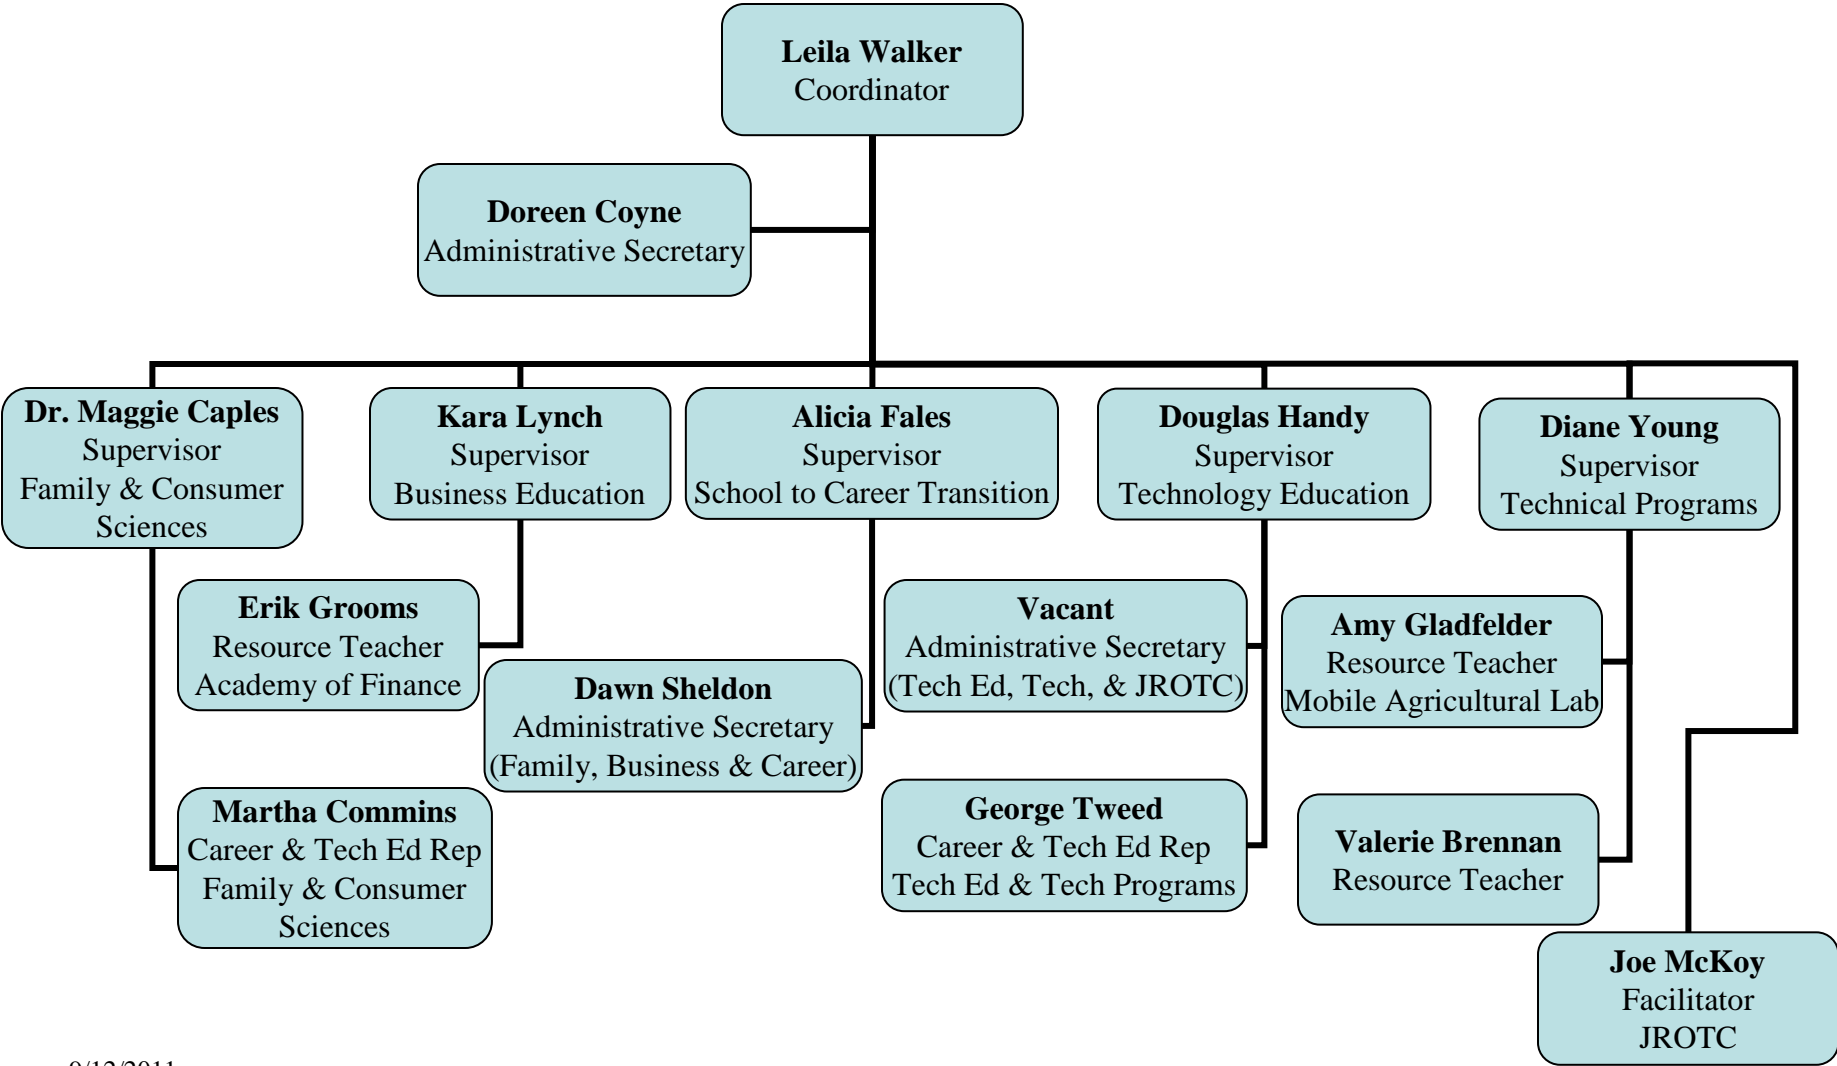 Leila Walker
Coordinator
Doreen Coyne
Administrative Secretary
Dr. Maggie Caples
Supervisor
Family & Consumer
Sciences
Kara Lynch
Supervisor
Business Education
Alicia Fales
Supervisor
School to Career Transition
Douglas Handy
Supervisor
Technology Education
Diane Young
Supervisor
Technical Programs
Erik Grooms
Resource Teacher
Academy of Finance
Dawn Sheldon
Administrative Secretary
(Family, Business & Career)
Vacant
Administrative Secretary
(Tech Ed, Tech, & JROTC)
Amy Gladfelder
Resource Teacher
Mobile Agricultural Lab
Martha Commins
Career & Tech Ed Rep
Family & Consumer
Sciences
George Tweed
Career & Tech Ed Rep
Tech Ed & Tech Programs
Valerie Brennan
Resource Teacher
Joe McKoy
Facilitator
JROTC
9/12/2011